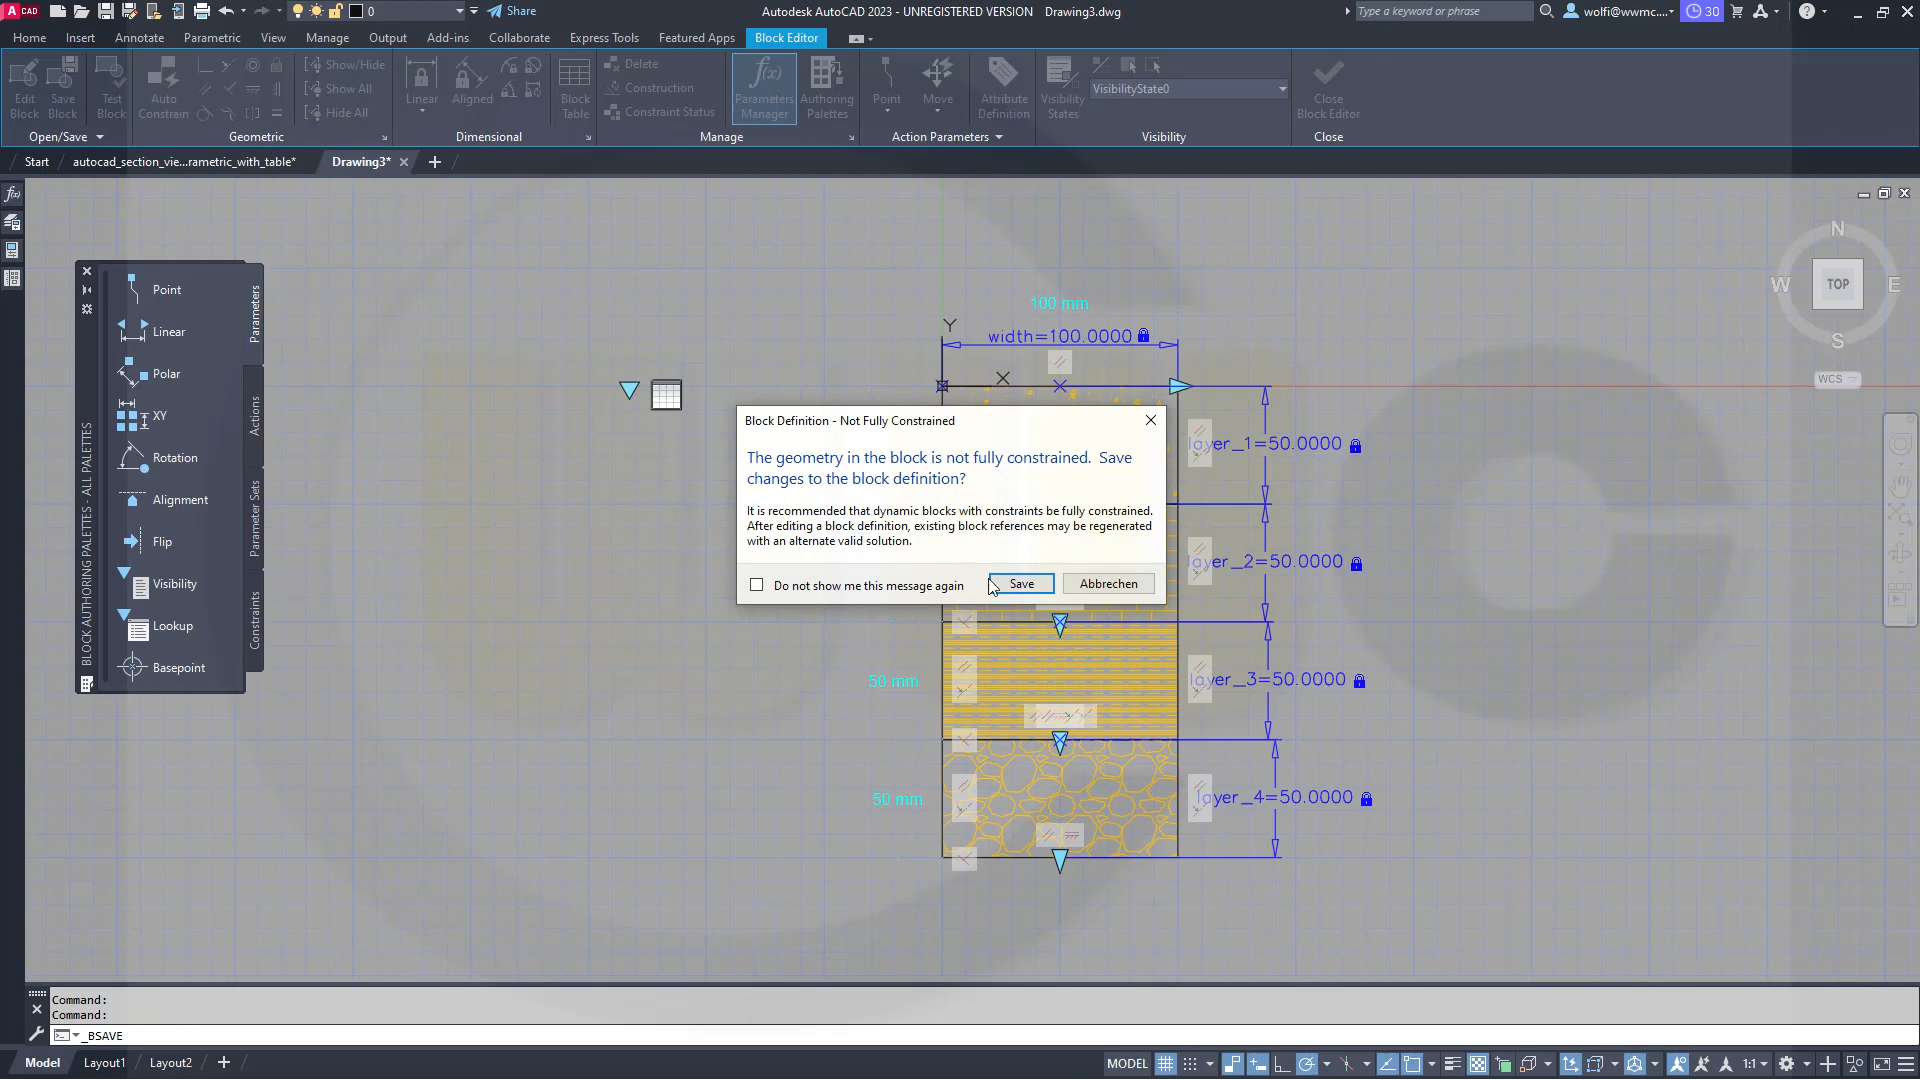 CAD
0
Share
Autodesk AutoCAD 2023 - UNREGISTERED VERSION Drawing3.dwg
Type a keyword or phrase
wolfi@wwmc....
30
Home Insert Annotate Parametric View Manage Output Add-ins Collaborate Express Tools Featured Apps Block Editor
Edit Block
Save Block
Test Block
Auto Constrain
Show/Hide
Show All
Hide All
Linear
Aligned
Block Table
Delete
Construction
Constraint Status
Parameters Manager
Authoring Palettes
Point
Move
Attribute Definition
Visibility States
VisibilityState0
Close Block Editor
Open/Save
Geometric
Dimensional
Manage
Action Parameters
Visibility
Close
Start
autocad_section_vie...rametric_with_table*
Drawing3*
Point
Linear
Polar
XY
Rotation
Alignment
Flip
Visibility
Lookup
Basepoint
Parameters
Actions
Parameter Sets
Constraints
BLOCK AUTHORING PALETTES - ALL PALETTES
N
W
TOP
E
S
WCS
100 mm
Y
width=100.0000
X
layer_1=50.0000
layer_2=50.0000
layer_3=50.0000
layer_4=50.0000
50 mm
50 mm
Block Definition - Not Fully Constrained
The geometry in the block is not fully constrained. Save
changes to the block definition?
It is recommended that dynamic blocks with constraints be fully constrained.
After editing a block definition, existing block references may be regenerated
with an alternate valid solution.
Do not show me this message again
Save
Abbrechen
Command:
Command:
_BSAVE
Model
Layout1
Layout2
MODEL
1:1